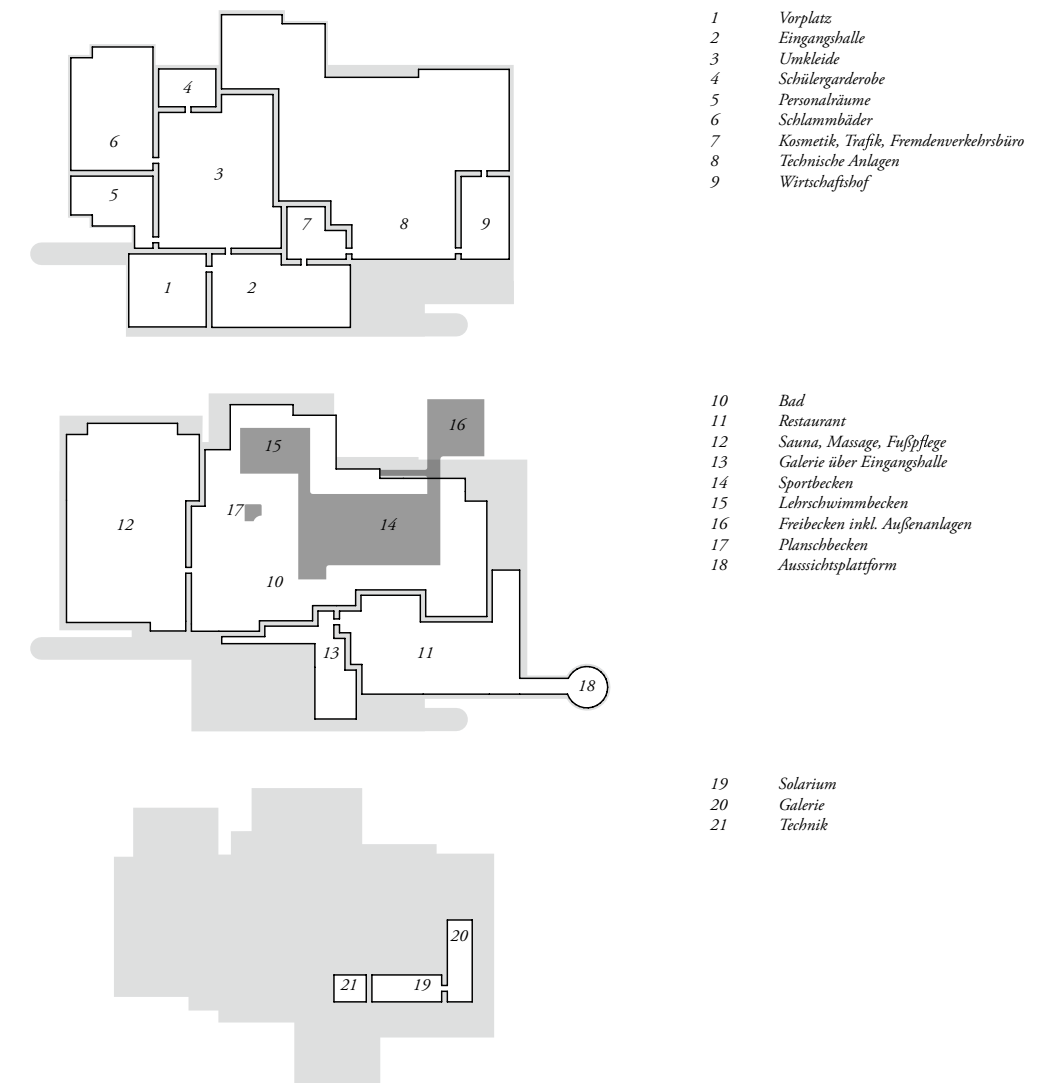 1 Vorplatz
2 Eingangshalle
3 Umkleide
4 Schülergarderobe
5 Personalräume
6 Schlammbäder
7 Kosmetik, Trafik, Fremdenverkehrsbüro
8 Technische Anlagen
9 Wirtschaftshof
4
6
3
5
7
8
9
1
2
10 Bad
11 Restaurant
12 Sauna, Massage, Fußpflege
13 Galerie über Eingangshalle
14 Sportbecken
15 Lehrschwimmbecken
16 Freibecken inkl. Außenanlagen
17 Planschbecken
18 Aussichtsplattform
16
15
17
12
14
10
13
11
18
19 Solarium
20 Galerie
21 Technik
20
21
19